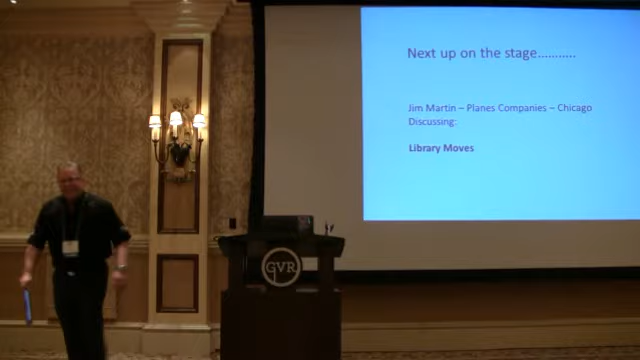 Next up on the stage...........
Jim Martin – Planes Companies – Chicago
Discussing:
Library Moves
GVR